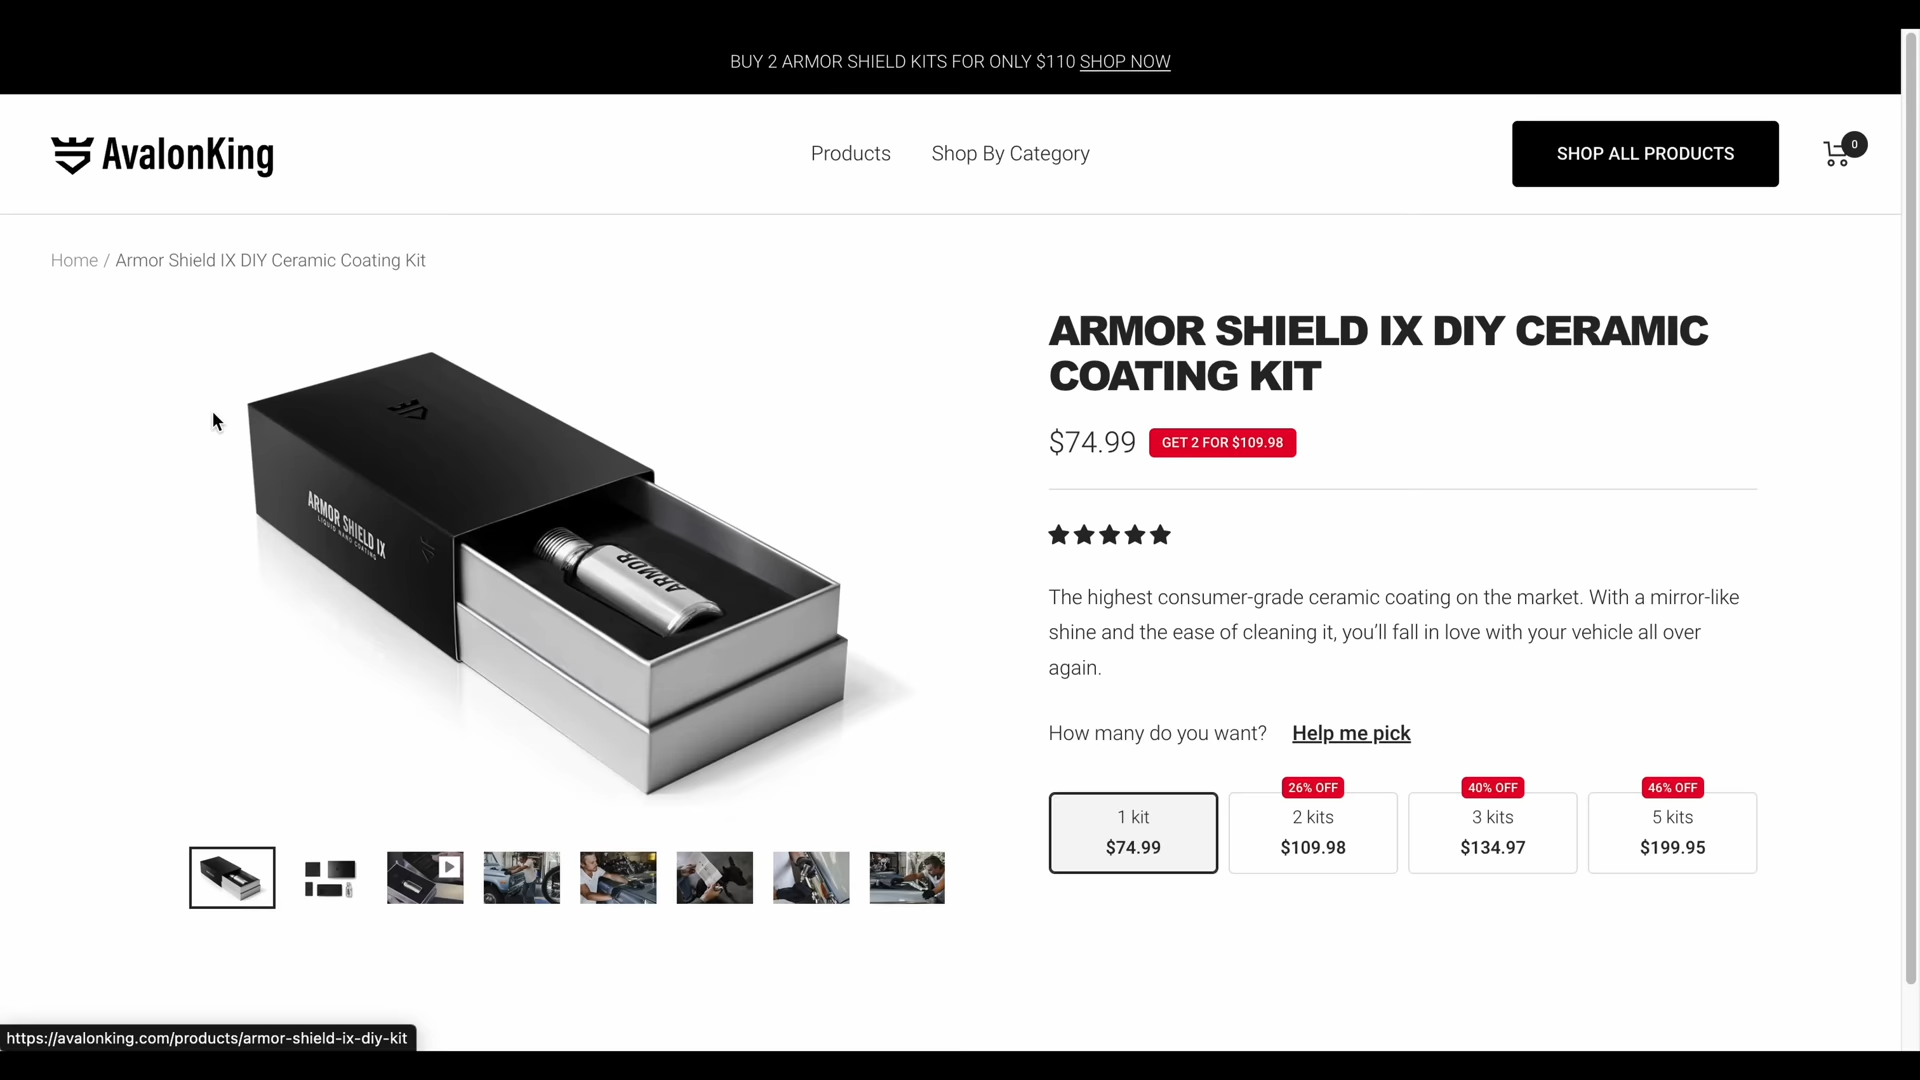 BUY 2 ARMOR SHIELD KITS FOR ONLY $110 SHOP NOW
AvalonKing
Products
Shop By Category
SHOP ALL PRODUCTS
0
Home / Armor Shield IX DIY Ceramic Coating Kit
ARMOR SHIELD IX
LIQUID NANO COATING
ARMOR
ARMOR SHIELD IX DIY CERAMIC
COATING KIT
$74.99
GET 2 FOR $109.98
The highest consumer-grade ceramic coating on the market. With a mirror-like
shine and the ease of cleaning it, you’ll fall in love with your vehicle all over
again.
How many do you want?
Help me pick
1 kit
$74.99
26% OFF
2 kits
$109.98
40% OFF
3 kits
$134.97
46% OFF
5 kits
$199.95
https://avalonking.com/products/armor-shield-ix-diy-kit